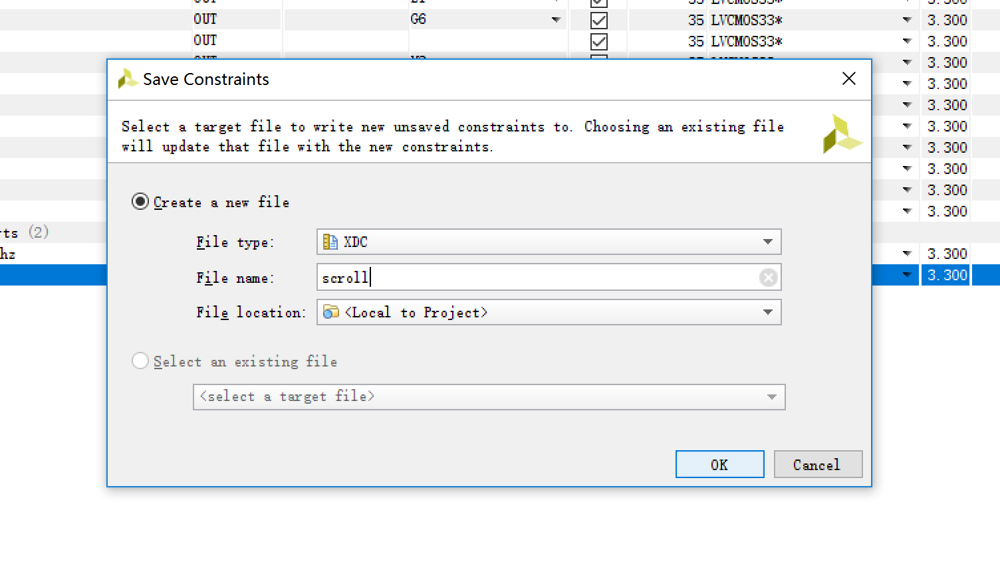 OUT G6 35 LVCMOS33* 3.300
OUT 35 LVCMOS33* 3.300
3.300
Save Constraints
3.300
3.300
Select a target file to write new unsaved constraints to. Choosing an existing file
will update that file with the new constraints.
3.300
3.300
3.300
3.300
Create a new file
3.300
rts (2)
File type: XDC
hz 3.300
File name: scroll
3.300
File location: <Local to Project>
Select an existing file
<select a target file>
OK Cancel